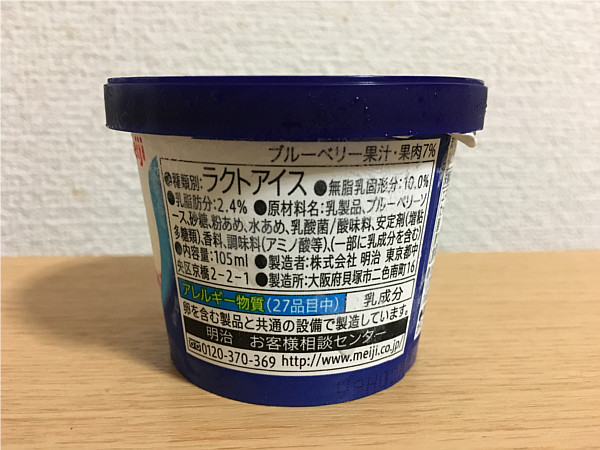 ブルーベリー果汁・果肉7%
●種類別:ラクトアイス ●無脂乳固形分:10.0%
●乳脂肪分:2.4% ●原材料名:乳製品、ブルーベリーソ
ース、砂糖、粉あめ、水あめ、乳酸菌/酸味料、安定剤(増粘
多糖類)、香料、調味料(アミノ酸等)、(一部に乳成分を含む)
●内容量:105ml ●製造者:株式会社 明治 東京都中
央区京橋2-2-1 ●製造所:大阪府貝塚市二色南町16
アレルギー物質(27品目中) 乳成分
卵を含む製品と共通の設備で製造しています。
明治 お客様相談センター
0120-370-369 http://www.meiji.co.jp/